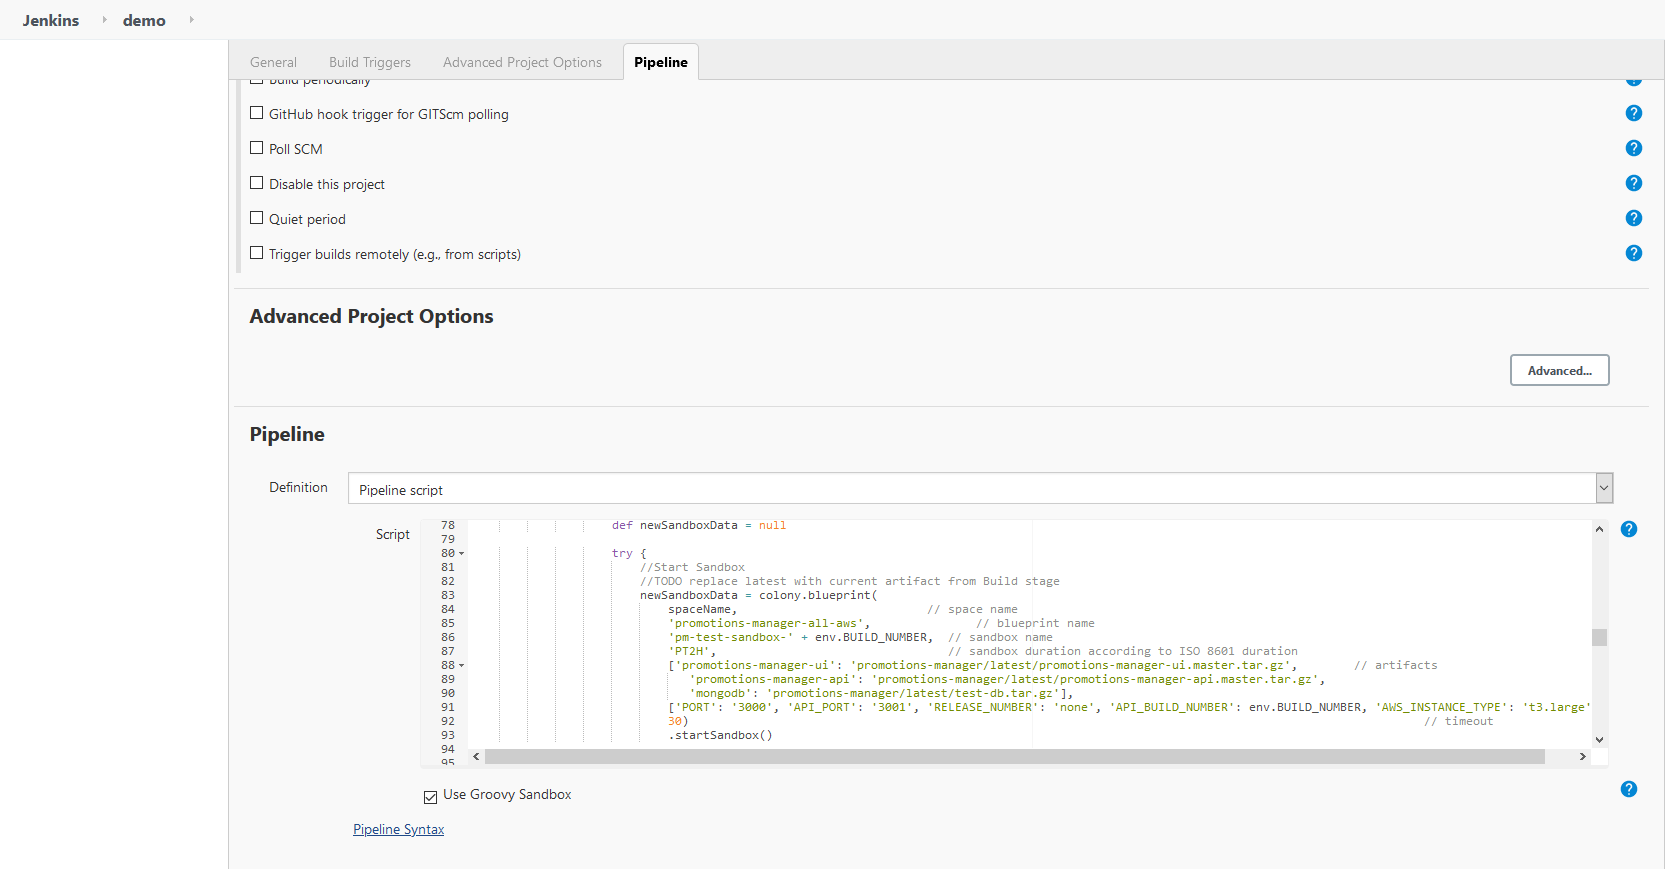 Jenkins demo
General Build Triggers Advanced Project Options Pipeline
Build periodically
GitHub hook trigger for GITScm polling
Poll SCM
Disable this project
Quiet period
Trigger builds remotely (e.g., from scripts)
Advanced Project Options
Advanced...
Pipeline
Definition Pipeline script
Script
78 def newSandboxData = null
79
80 try {
81 //Start Sandbox
82 //TODO replace latest with current artifact from Build stage
83 newSandboxData = colony.blueprint(
84 spaceName, // space name
85 'promotions-manager-all-aws', // blueprint name
86 'pm-test-sandbox-' + env.BUILD_NUMBER, // sandbox name
87 'PT2H', // sandbox duration according to ISO 8601 duration
88 ['promotions-manager-ui': 'promotions-manager/latest/promotions-manager-ui.master.tar.gz', // artifacts
89 'promotions-manager-api': 'promotions-manager/latest/promotions-manager-api.master.tar.gz',
90 'mongodb': 'promotions-manager/latest/test-db.tar.gz'],
91 ['PORT': '3000', 'API_PORT': '3001', 'RELEASE_NUMBER': 'none', 'API_BUILD_NUMBER': env.BUILD_NUMBER, 'AWS_INSTANCE_TYPE': 't3.large'
92 30) // timeout
93 .startSandbox()
94
95
Use Groovy Sandbox
Pipeline Syntax